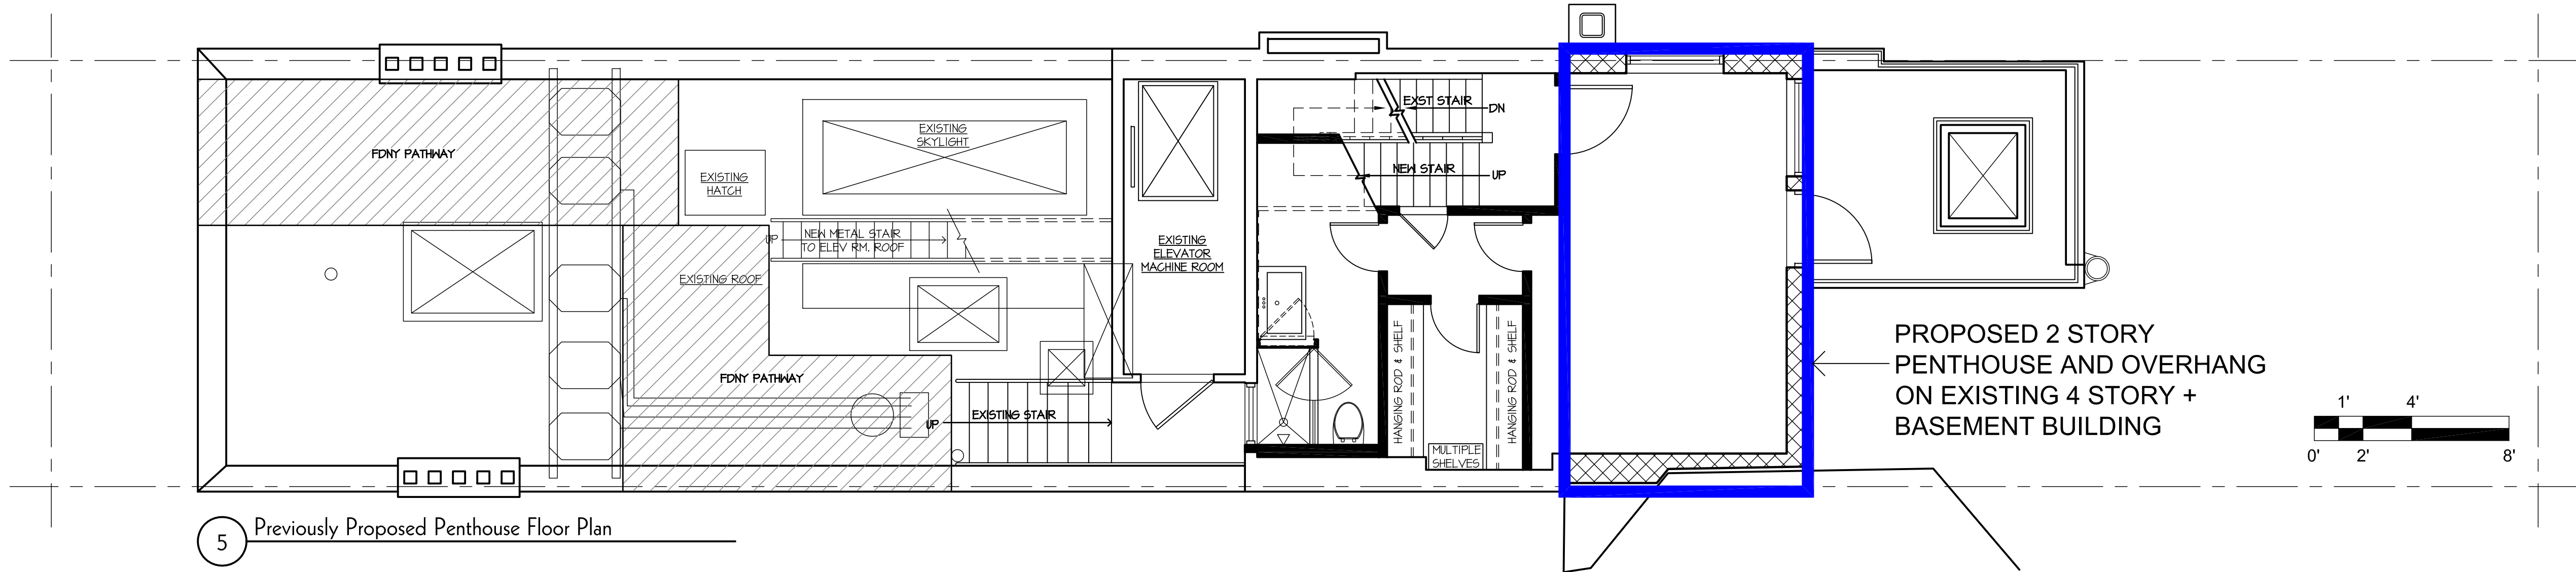 EXST STAIR
DN
EXISTING
SKYLIGHT
FDNY PATHWAY
NEW STAIR
UP
EXISTING
HATCH
UP
NEW METAL STAIR
TO ELEV RM. ROOF
EXISTING
ELEVATOR
MACHINE ROOM
EXISTING ROOF
PROPOSED 2 STORY
PENTHOUSE AND OVERHANG
ON EXISTING 4 STORY +
BASEMENT BUILDING
HANGING ROD & SHELF
HANGING ROD & SHELF
FDNY PATHWAY
UP
EXISTING STAIR
MULTIPLE
SHELVES
1' 4'
0' 2' 8'
5 Previously Proposed Penthouse Floor Plan